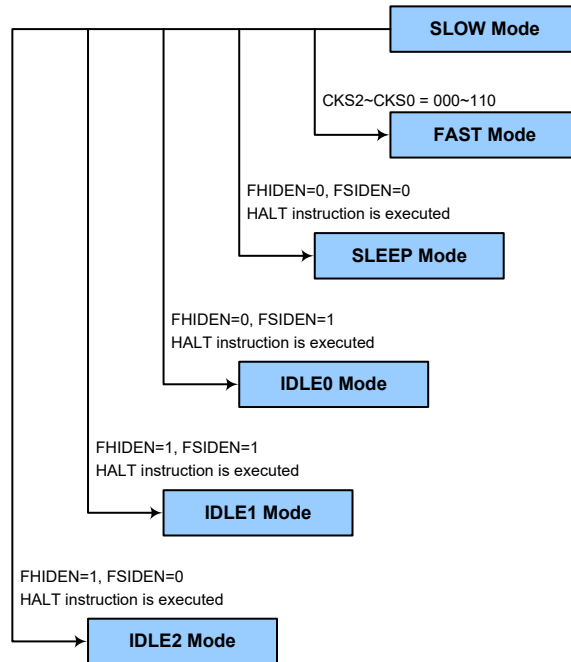 SLOW Mode
CKS2~CKS0 = 000~110
FAST Mode
FHIDEN=0, FSIDEN=0
HALT instruction is executed
SLEEP Mode
FHIDEN=0, FSIDEN=1
HALT instruction is executed
IDLE0 Mode
FHIDEN=1, FSIDEN=1
HALT instruction is executed
IDLE1 Mode
FHIDEN=1, FSIDEN=0
HALT instruction is executed
IDLE2 Mode